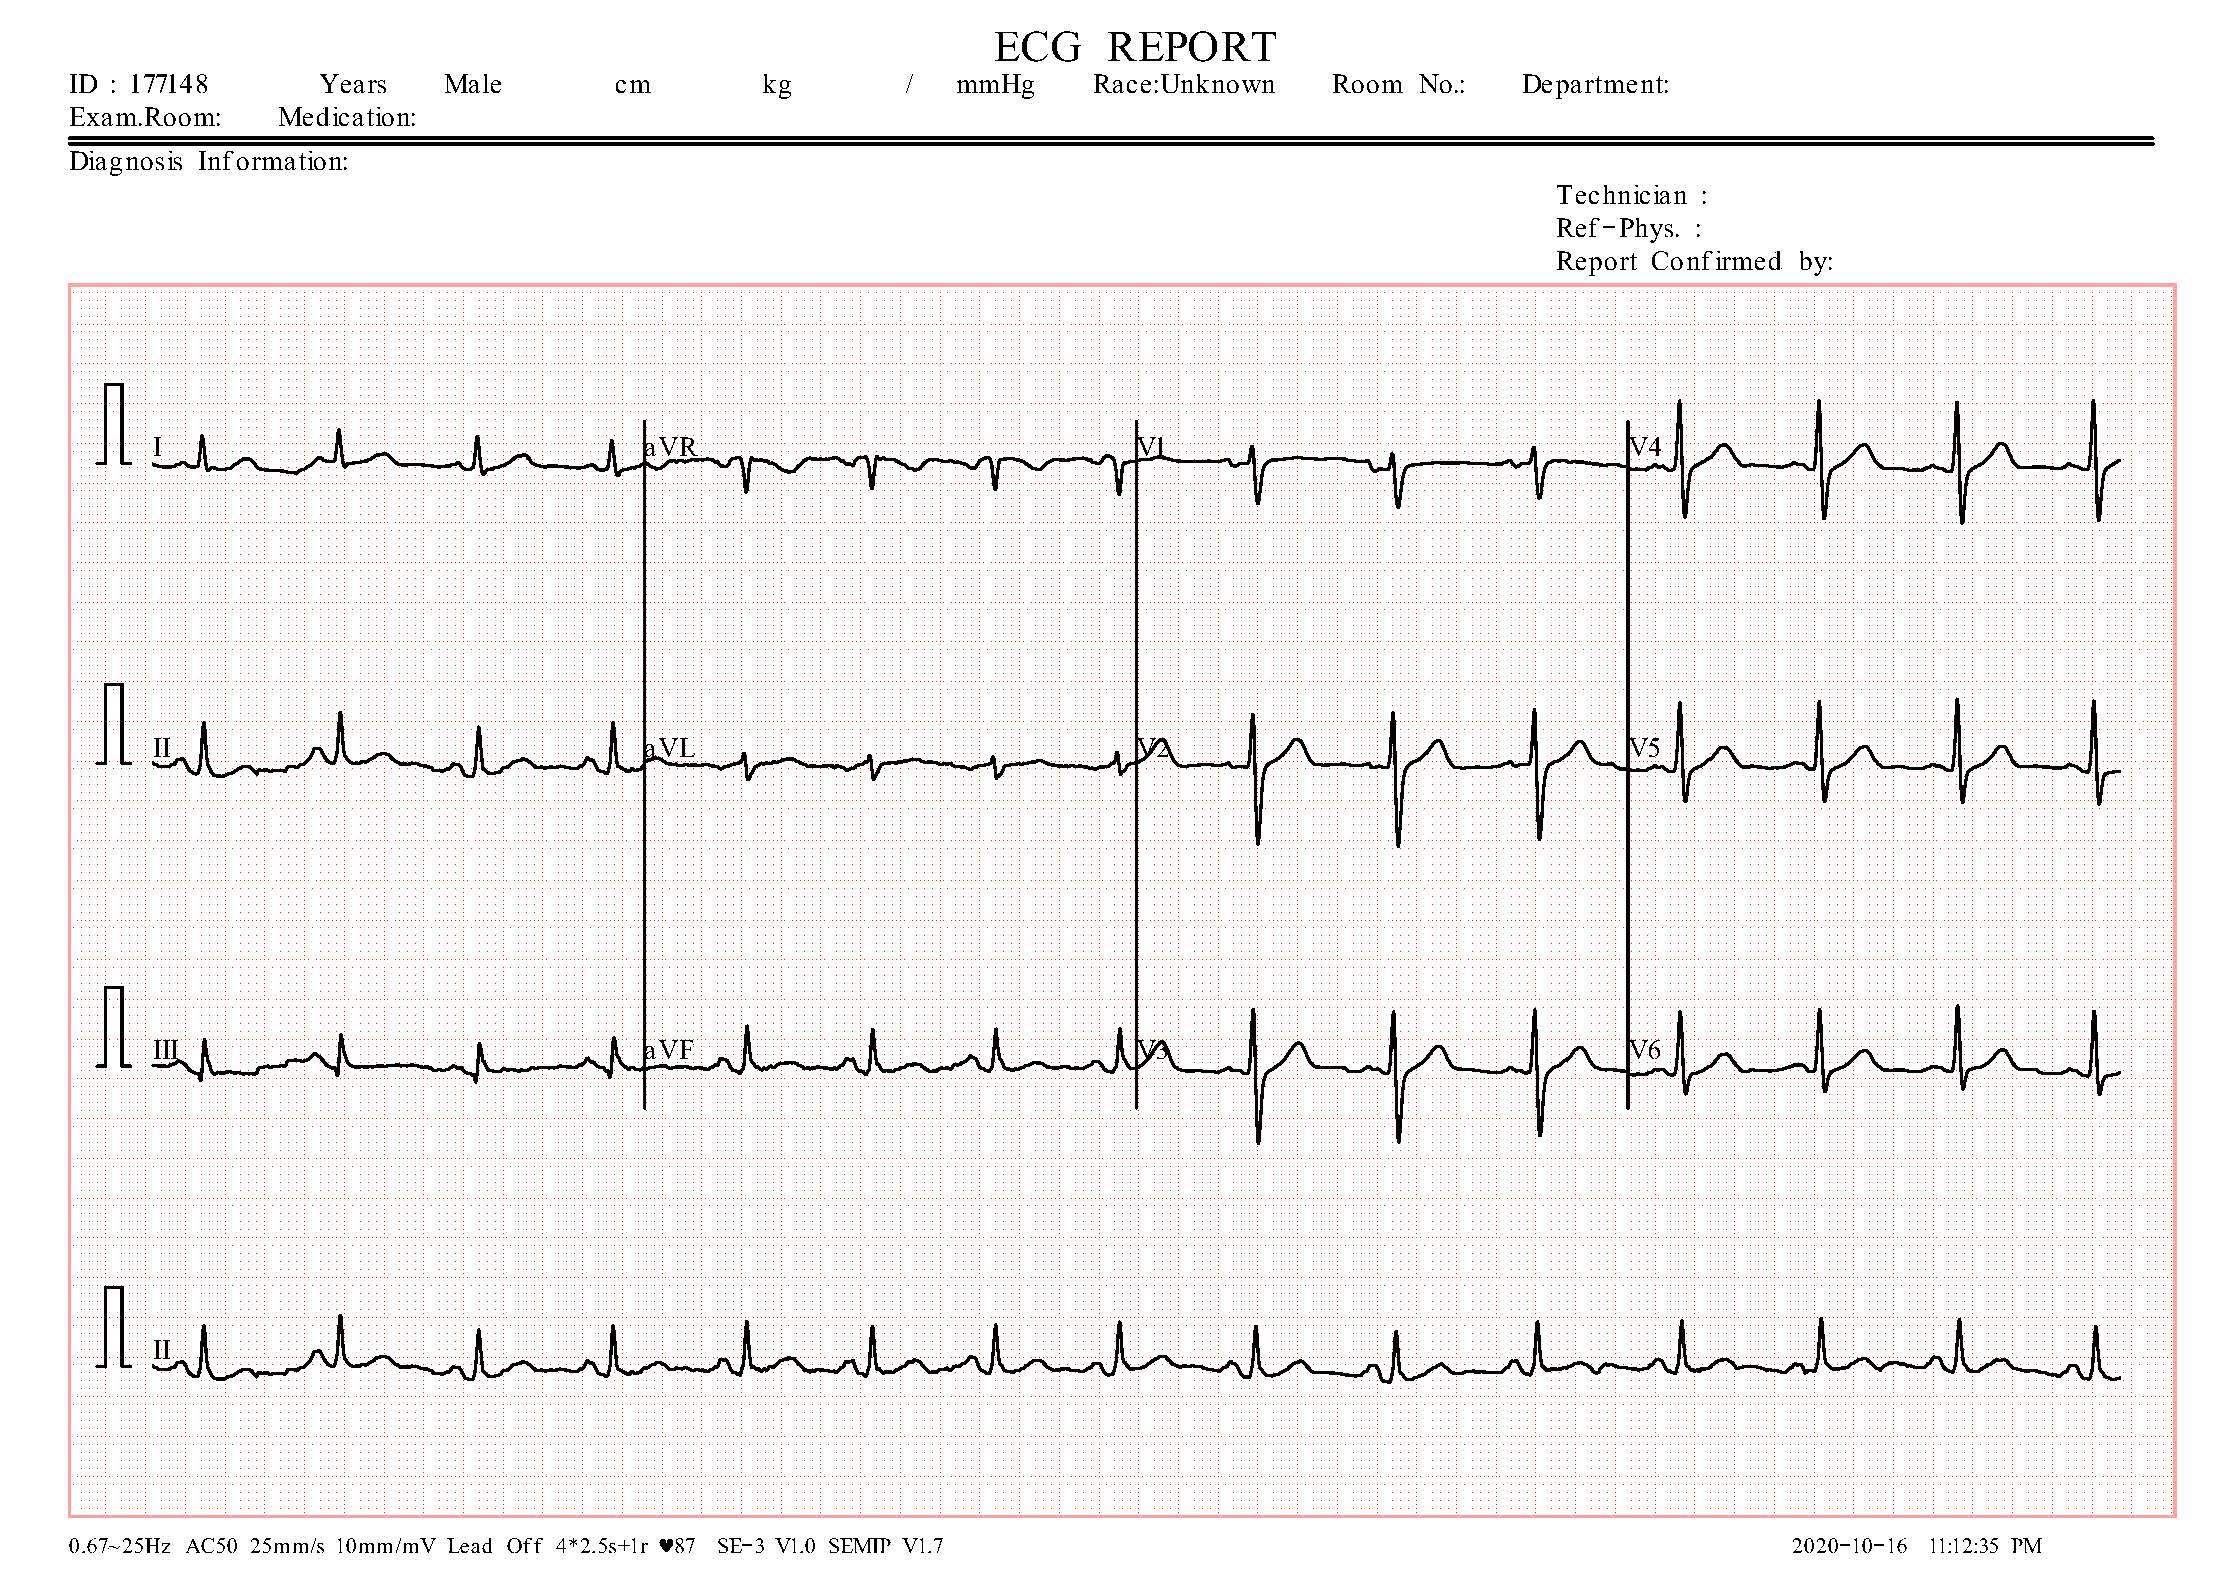 ECG REPORT
ID : 177148 Years Male cm kg / mmHg Race:Unknown Room No.: Department:
Exam.Room: Medication:
Diagnosis Information:
Technician :
Ref-Phys. :
Report Confirmed by:
I aVR V1 V4
II aVL V2 V5
III aVF V3 V6
II
0.67~25Hz AC50 25mm/s 10mm/mV Lead Off 4*2.5s+1r ♥87 SE-3 V1.0 SEMIP V1.7 2020-10-16 11:12:35 PM